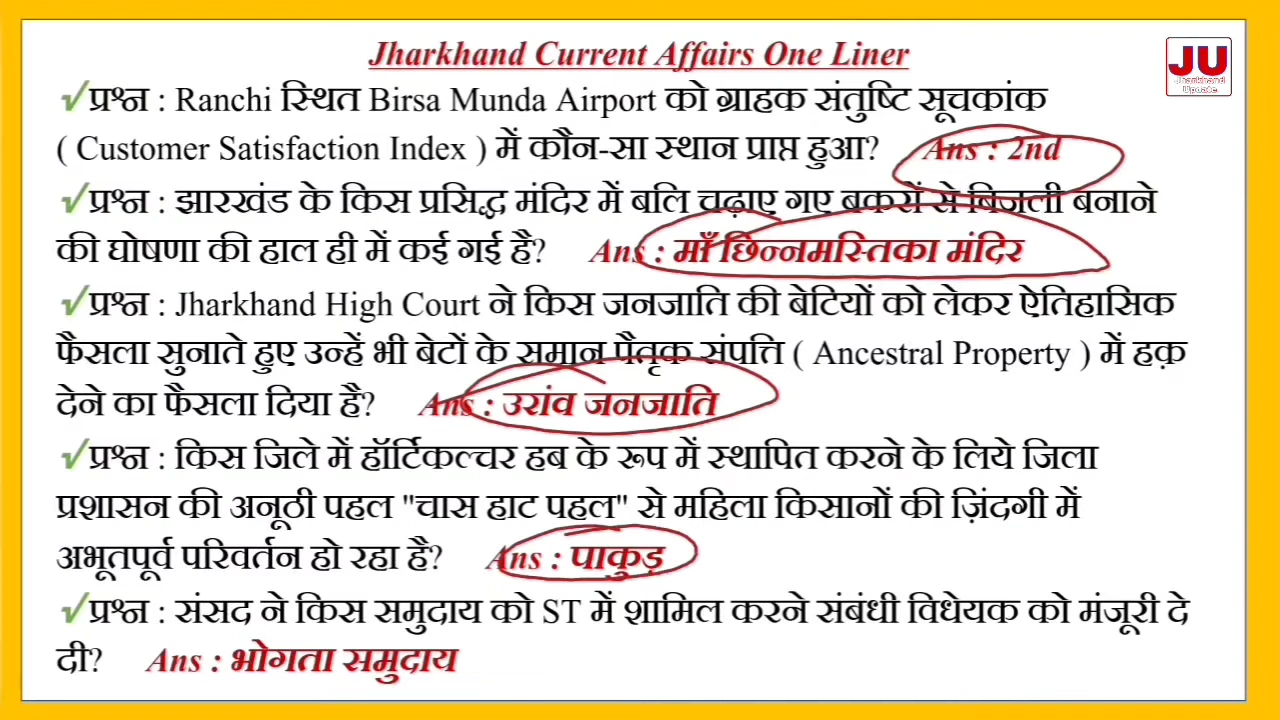 Jharkhand Current Affairs One Liner
JU
Jharkhand
Update
✓प्रश्न : Ranchi स्थित Birsa Munda Airport को ग्राहक संतुष्टि सूचकांक
( Customer Satisfaction Index ) में कौन-सा स्थान प्राप्त हुआ? Ans : 2nd
✓प्रश्न : झारखंड के किस प्रसिद्ध मंदिर में बलि चढ़ाए गए बकरों से बिजली बनाने
की घोषणा की हाल ही में कई गई है? Ans : माँ छिन्नमस्तिका मंदिर
✓प्रश्न : Jharkhand High Court ने किस जनजाति की बेटियों को लेकर ऐतिहासिक
फैसला सुनाते हुए उन्हें भी बेटों के समान पैतृक संपत्ति ( Ancestral Property ) में हक़
देने का फैसला दिया है? Ans : उरांव जनजाति
✓प्रश्न : किस जिले में हॉर्टिकल्चर हब के रूप में स्थापित करने के लिये जिला
प्रशासन की अनूठी पहल "चास हाट पहल" से महिला किसानों की ज़िंदगी में
अभूतपूर्व परिवर्तन हो रहा है? Ans : पाकुड़
✓प्रश्न : संसद ने किस समुदाय को ST में शामिल करने संबंधी विधेयक को मंजूरी दे
दी? Ans : भोगता समुदाय